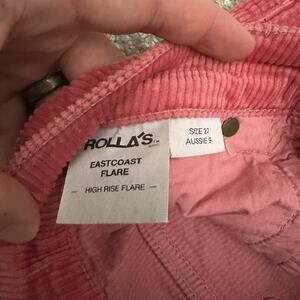 ROLLA'S
EASTCOAST
FLARE
— HIGH RISE FLARE —
SIZE 27
AUSSIE 9